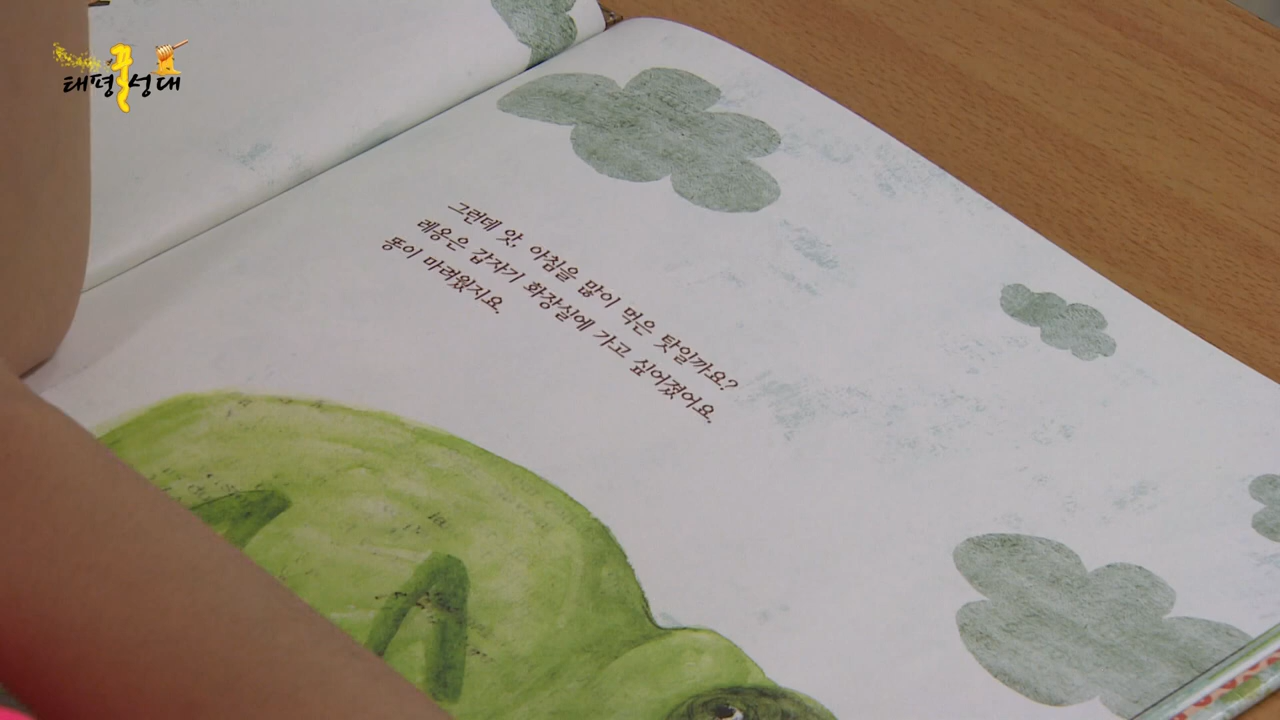 태평꿀성대
그런데 앗, 아침을 많이 먹은 탓일까요?
레옹은 갑자기 화장실에 가고 싶어졌어요.
똥이 마려웠지요.